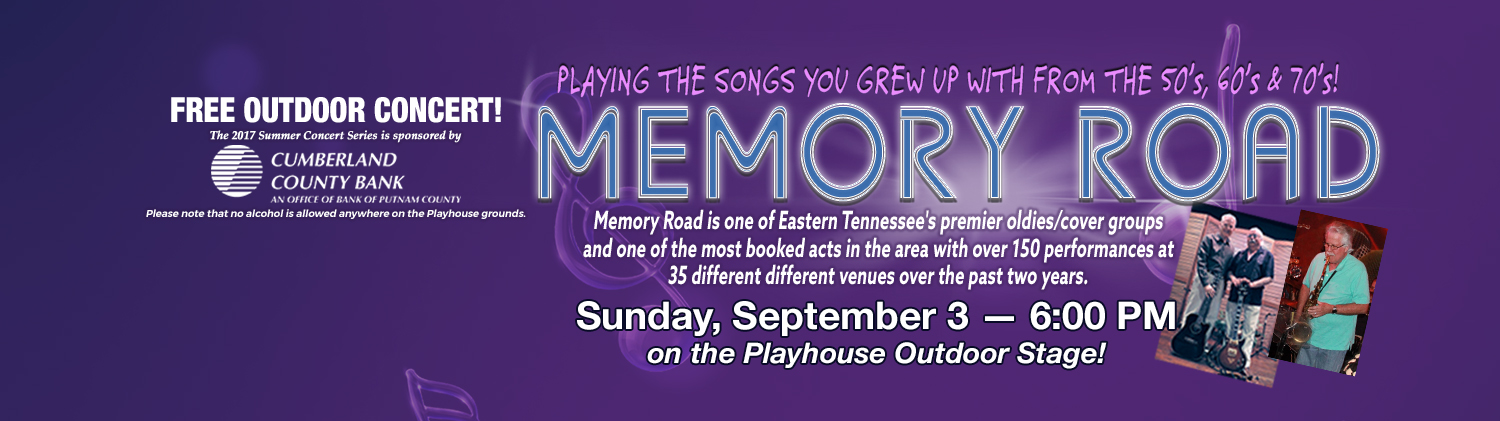 FREE OUTDOOR CONCERT!
The 2017 Summer Concert Series is sponsored by
CUMBERLAND
COUNTY BANK
AN OFFICE OF BANK OF PUTNAM COUNTY
Please note that no alcohol is allowed anywhere on the Playhouse grounds.
PLAYING THE SONGS YOU GREW UP WITH FROM THE 50's, 60's & 70's!
MEMORY ROAD
Memory Road is one of Eastern Tennessee's premier oldies/cover groups
and one of the most booked acts in the area with over 150 performances at
35 different different venues over the past two years.
Sunday, September 3 — 6:00 PM
on the Playhouse Outdoor Stage!